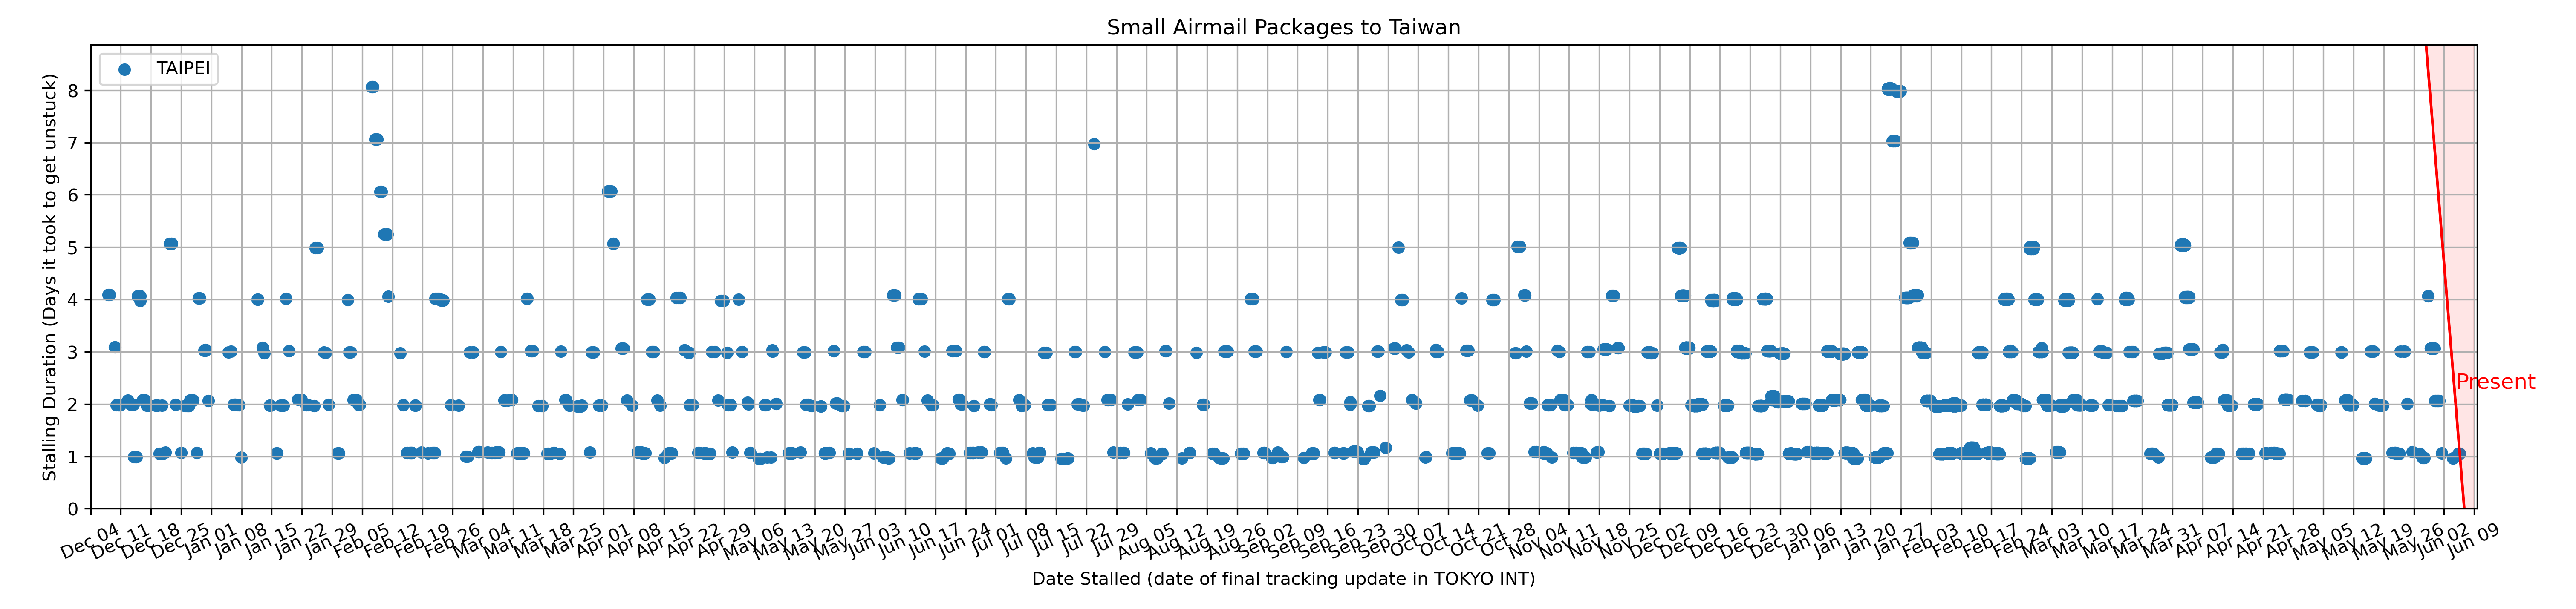 Small Airmail Packages to Taiwan
TAIPEI
Stalling Duration (Days it took to get unstuck)
8
7
6
5
4
3
2
1
0
Present
Dec 04 Dec 11 Dec 18 Dec 25 Jan 01 Jan 08 Jan 15 Jan 22 Jan 29 Feb 05 Feb 12 Feb 19 Feb 26 Mar 04 Mar 11 Mar 18 Mar 25 Apr 01 Apr 08 Apr 15 Apr 22 Apr 29 May 06 May 13 May 20 May 27 Jun 03 Jun 10 Jun 17 Jun 24 Jul 01 Jul 08 Jul 15 Jul 22 Jul 29 Aug 05 Aug 12 Aug 19 Aug 26 Sep 02 Sep 09 Sep 16 Sep 23 Sep 30 Oct 07 Oct 14 Oct 21 Oct 28 Nov 04 Nov 11 Nov 18 Nov 25 Dec 02 Dec 09 Dec 16 Dec 23 Dec 30 Jan 06 Jan 13 Jan 20 Jan 27 Feb 03 Feb 10 Feb 17 Feb 24 Mar 03 Mar 10 Mar 17 Mar 24 Mar 31 Apr 07 Apr 14 Apr 21 Apr 28 May 05 May 12 May 19 May 26 Jun 02 Jun 09
Date Stalled (date of final tracking update in TOKYO INT)